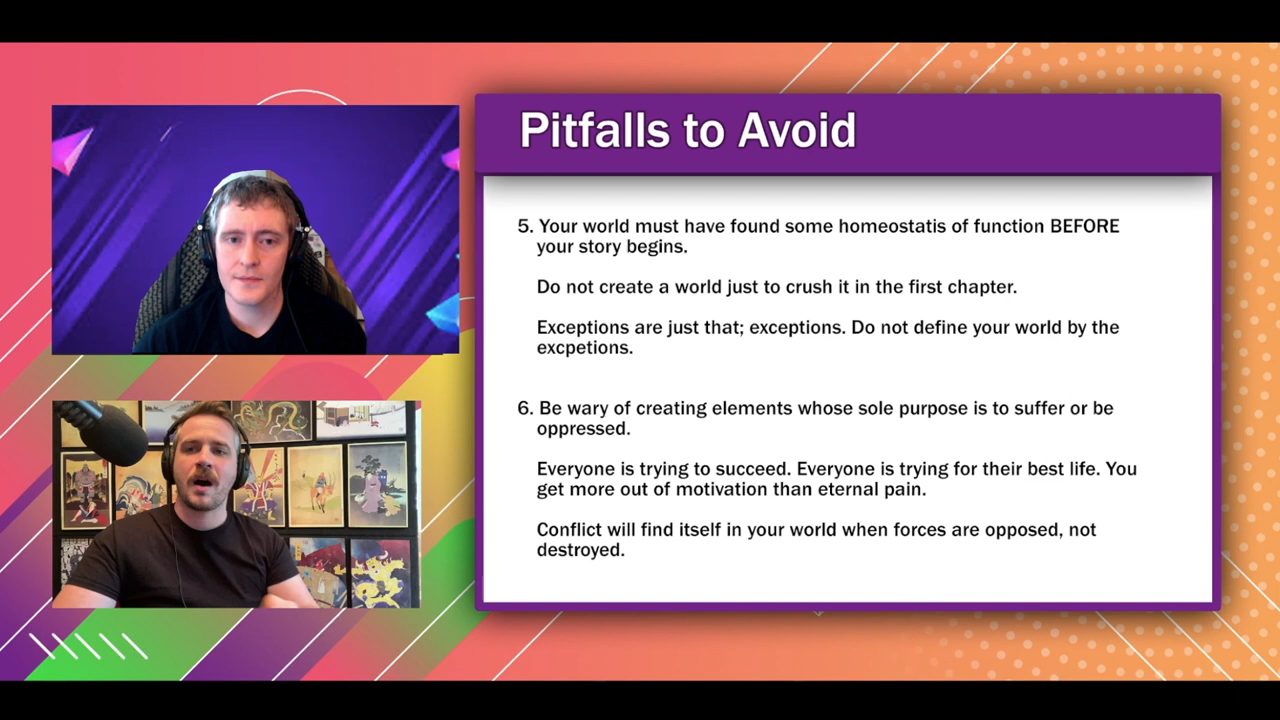 Pitfalls to Avoid
5. Your world must have found some homeostatis of function BEFORE
your story begins.
Do not create a world just to crush it in the first chapter.
Exceptions are just that; exceptions. Do not define your world by the
excpetions.
6. Be wary of creating elements whose sole purpose is to suffer or be
oppressed.
Everyone is trying to succeed. Everyone is trying for their best life. You
get more out of motivation than eternal pain.
Conflict will find itself in your world when forces are opposed, not
destroyed.